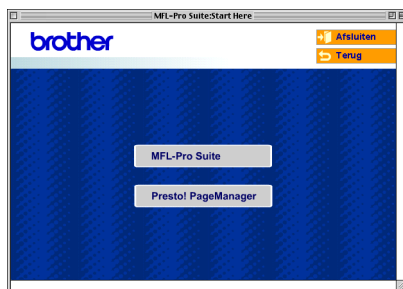 MFL-Pro Suite:Start Here
brother
Afsluiten
Terug
MFL-Pro Suite
Presto! PageManager